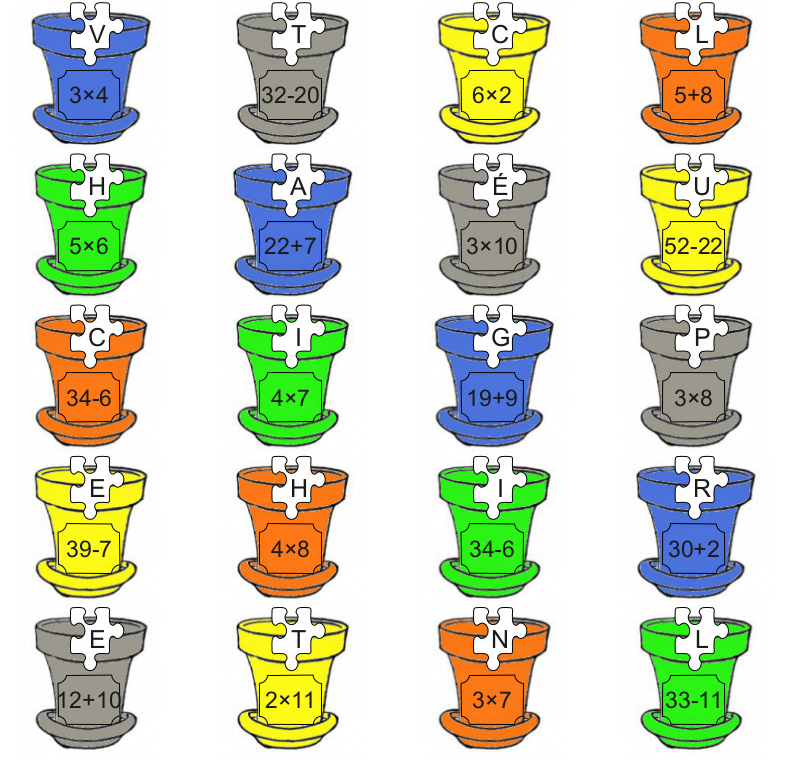 V T C L
3×4 32-20 6×2 5+8
H A É U
5×6 22+7 3×10 52-22
C I G P
34-6 4×7 19+9 3×8
E H I R
39-7 4×8 34-6 30+2
E T N L
12+10 2×11 3×7 33-11